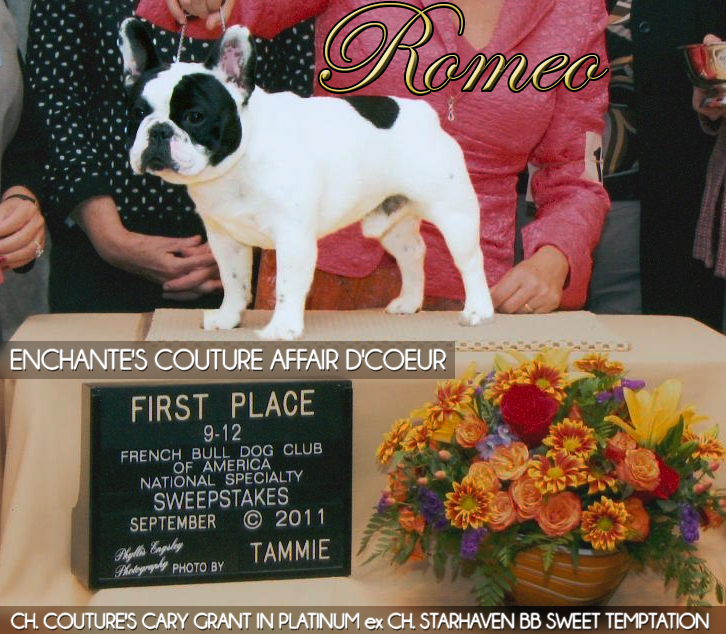 Romeo
ENCHANTE'S COUTURE AFFAIR D'COEUR
FIRST PLACE
9-12
FRENCH BULL DOG CLUB
OF AMERICA
NATIONAL SPECIALTY
SWEEPSTAKES
SEPTEMBER © 2011
Phyllis Ensley
Photography PHOTO BY TAMMIE
CH. COUTURE'S CARY GRANT IN PLATINUM ex CH. STARHAVEN BB SWEET TEMPTATION